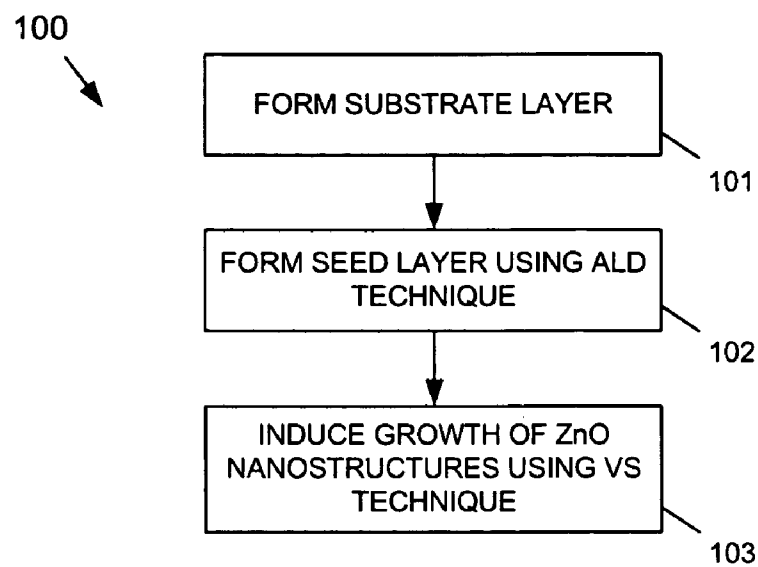 100
FORM SUBSTRATE LAYER
101
FORM SEED LAYER USING ALD
TECHNIQUE
102
INDUCE GROWTH OF ZnO
NANOSTRUCTURES USING VS
TECHNIQUE
103